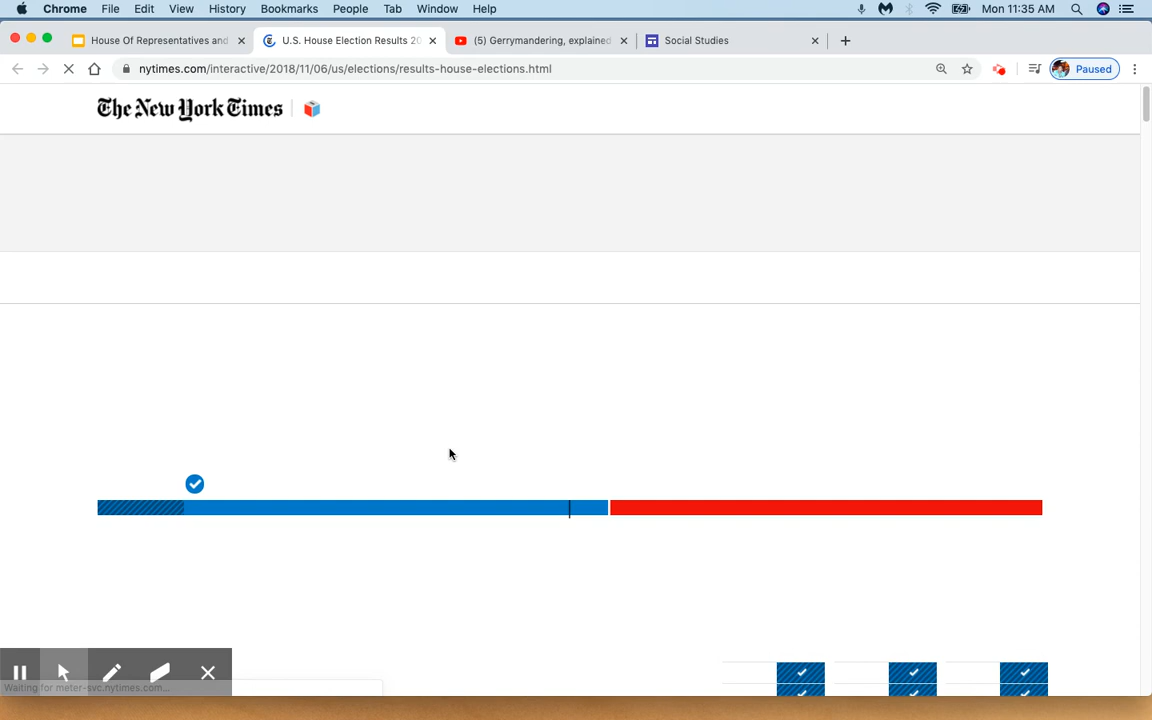 Chrome File Edit View History Bookmarks People Tab Window Help Mon 11:35 AM
House Of Representatives and U.S. House Election Results 20 (5) Gerrymandering, explained Social Studies
nytimes.com/interactive/2018/11/06/us/elections/results-house-elections.html Paused
The New York Times
Waiting for meter-svc.nytimes.com...